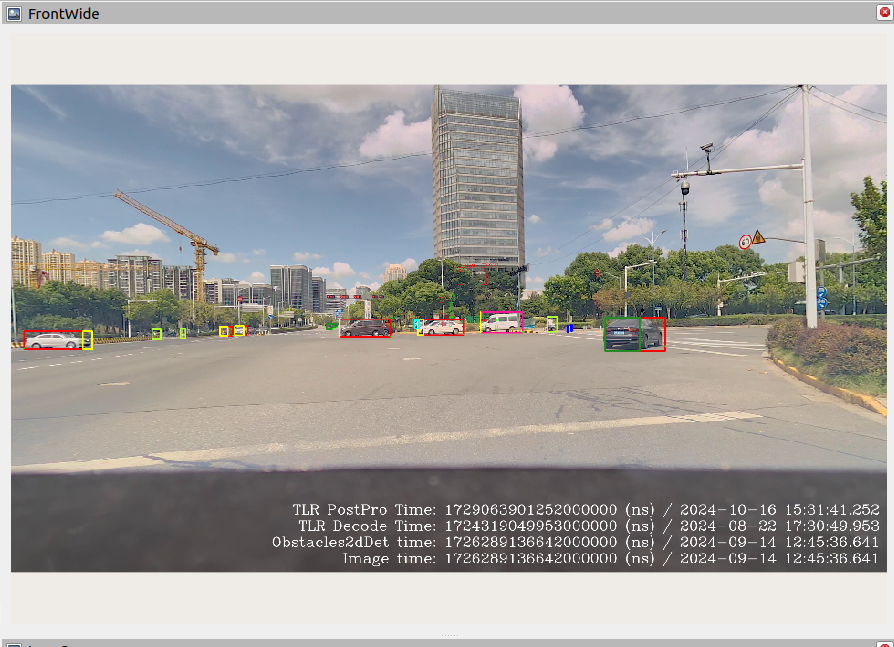 FrontWide
TLR PostPro Time: 1729063901252000000 (ns) / 2024-10-16 15:31:41.252
TLR Decode Time: 1724319049953000000 (ns) / 2024-08-22 17:30:49.953
Obstacles2dDet time: 1726289136642000000 (ns) / 2024-09-14 12:45:36.641
Image time: 1726289136642000000 (ns) / 2024-09-14 12:45:36.641